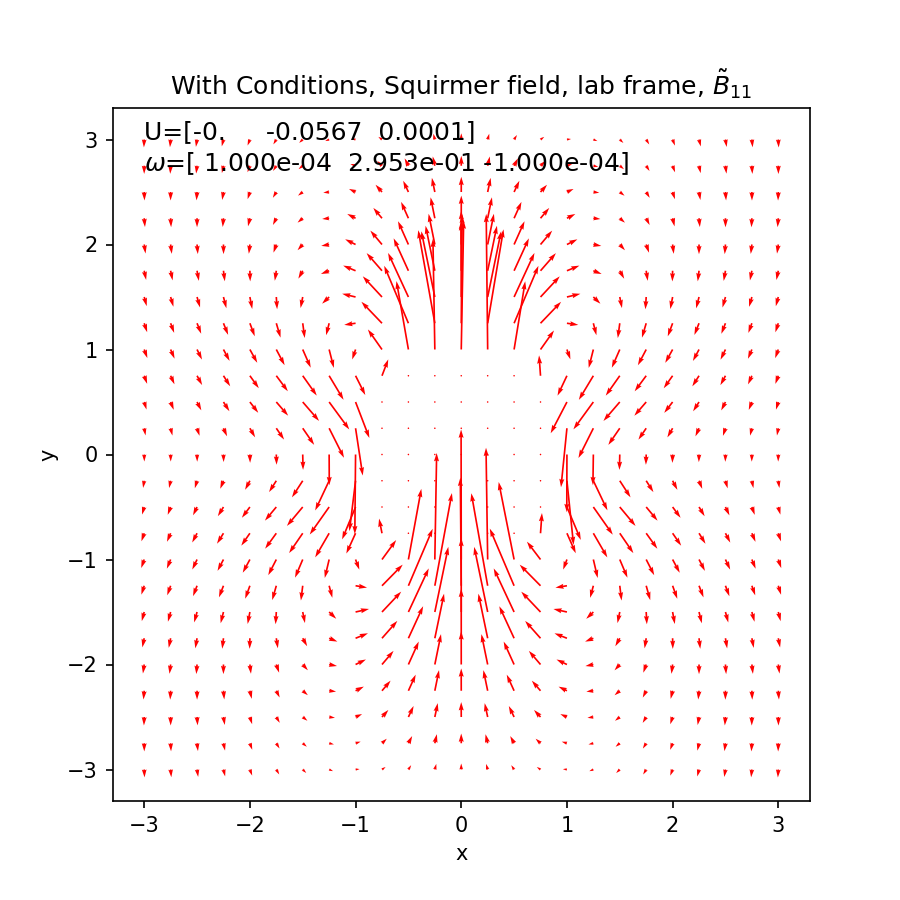 With Conditions, Squirmer field, lab frame, B̃₁₁
U=[-0. -0.0567 0.0001]
ω=[ 1.000e-04 2.953e-01 -1.000e-04]
3
2
1
0
−1
−2
−3
y
−3 −2 −1 0 1 2 3
x